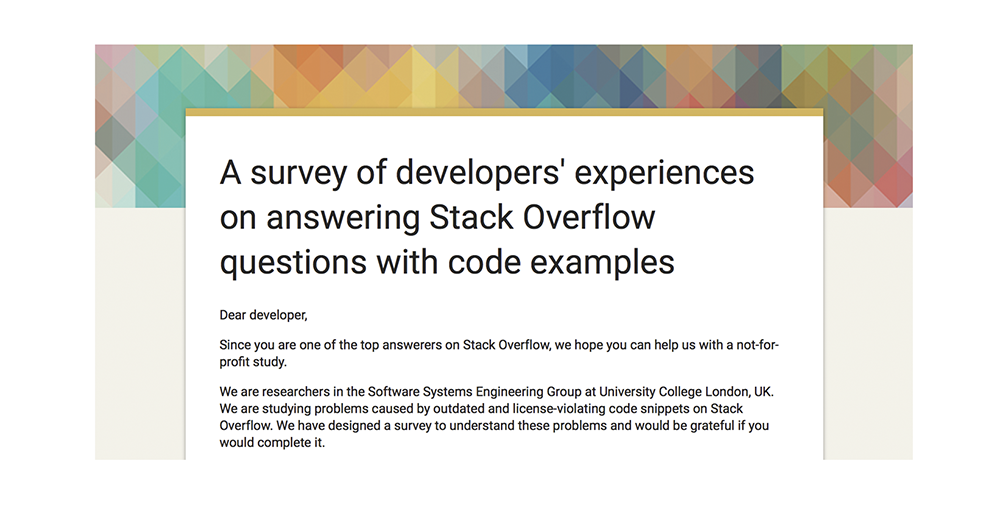 A survey of developers' experiences
on answering Stack Overflow
questions with code examples
Dear developer,
Since you are one of the top answerers on Stack Overflow, we hope you can help us with a not-for-
profit study.
We are researchers in the Software Systems Engineering Group at University College London, UK.
We are studying problems caused by outdated and license-violating code snippets on Stack
Overflow. We have designed a survey to understand these problems and would be grateful if you
would complete it.